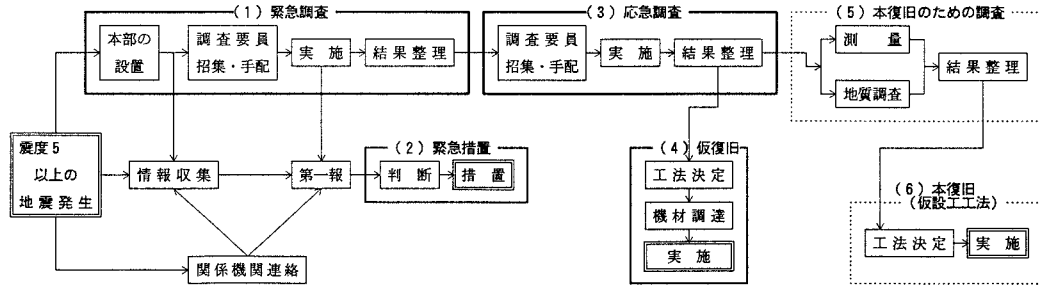 (1)緊急調査
本部の
設置
調査要員
招集・手配
実施
結果整理
(3)応急調査
調査要員
招集・手配
実施
結果整理
(5)本復旧のための調査
測量
地質調査
結果整理
震度5
以上の
地震発生
情報収集
第一報
(2)緊急措置
判断
措置
関係機関連絡
(4)仮復旧
工法決定
機材調達
実施
(6)本復旧
(仮設工工法)
工法決定
実施